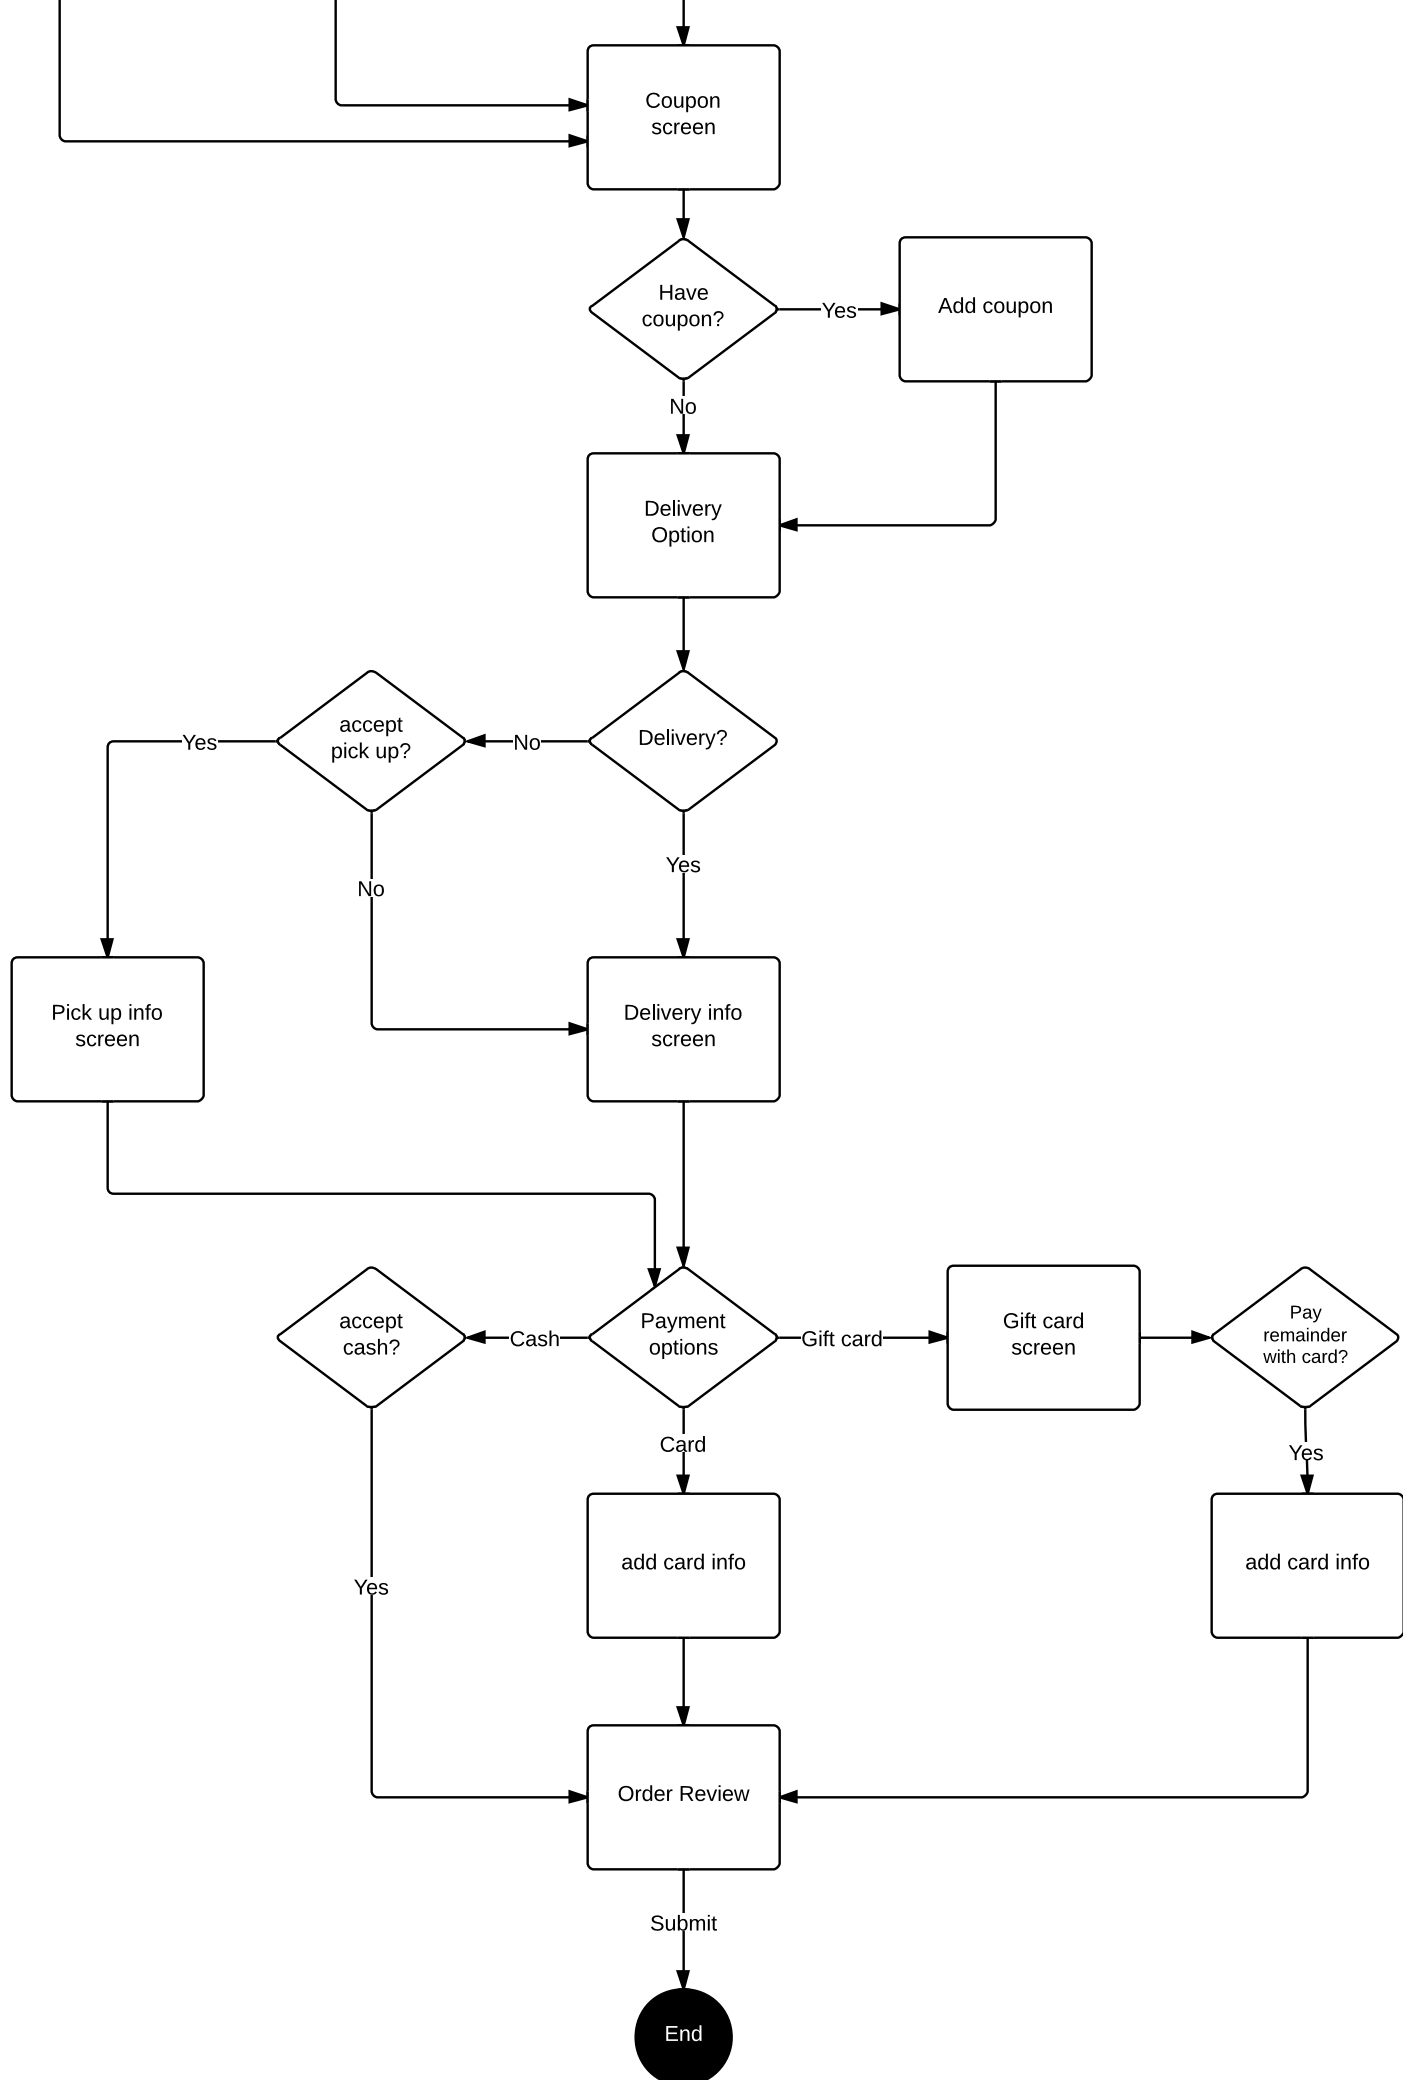 Coupon
screen
Have
coupon?
Yes
Add coupon
No
Delivery
Option
accept
pick up?
Yes
No
Delivery?
Yes
No
Pick up info
screen
Delivery info
screen
accept
cash?
Cash
Payment
options
Gift card
Gift card
screen
Pay
remainder
with card?
Card
Yes
add card info
add card info
Yes
Order Review
Submit
End